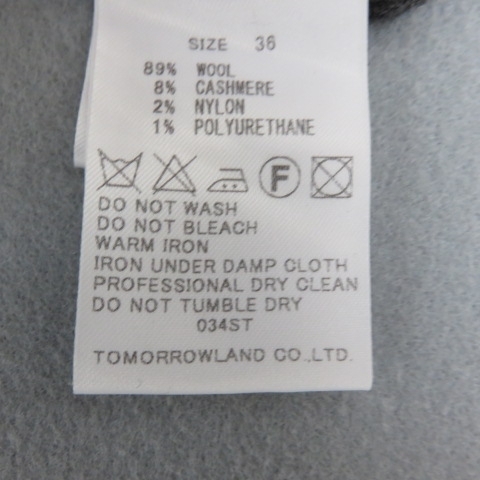 SIZE 36
89% WOOL
8% CASHMERE
2% NYLON
1% POLYURETHANE
F
DO NOT WASH
DO NOT BLEACH
WARM IRON
IRON UNDER DAMP CLOTH
PROFESSIONAL DRY CLEAN
DO NOT TUMBLE DRY
034ST
TOMORROWLAND CO.,LTD.